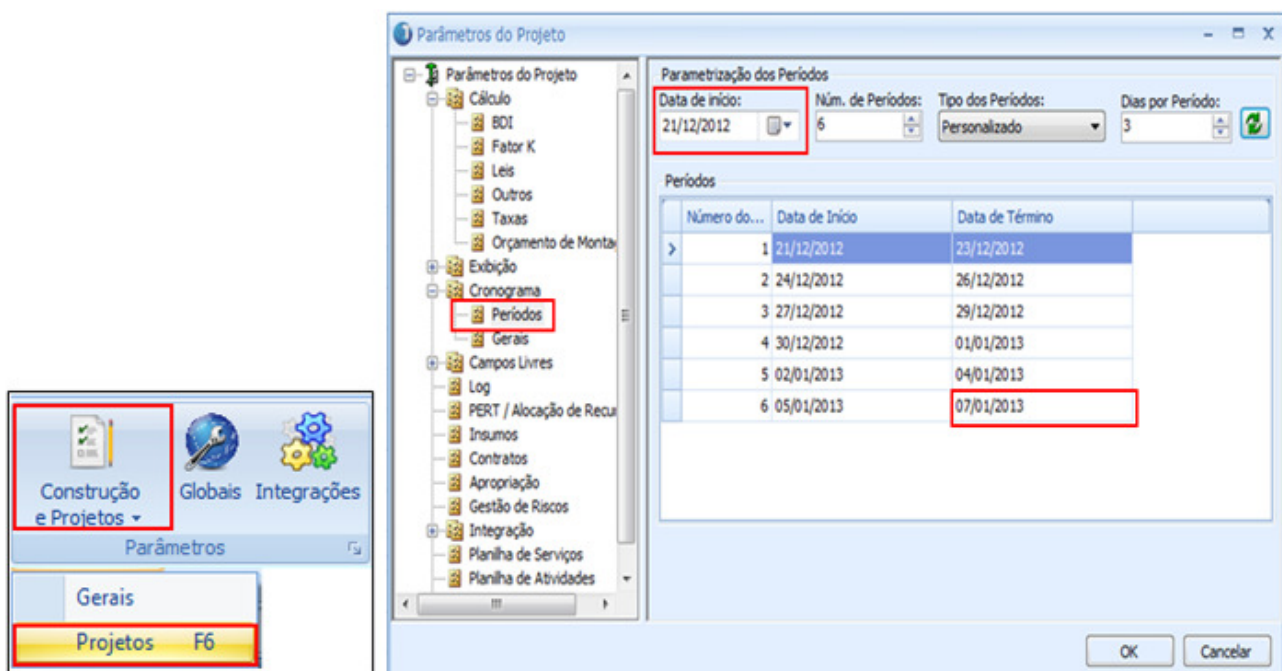 Construção
e Projetos
Globais
Integrações
Parâmetros
Gerais
Projetos F6
Parâmetros do Projeto
Parâmetros do Projeto
Cálculo
BDI
Fator K
Leis
Outros
Taxas
Orçamento de Monta
Exibição
Cronograma
Períodos
Gerais
Campos Livres
Log
PERT / Alocação de Recur
Insumos
Contratos
Apropriação
Gestão de Riscos
Integração
Planilha de Serviços
Planilha de Atividades
Parametrização dos Períodos
Data de início: Núm. de Períodos: Tipo dos Períodos: Dias por Período:
21/12/2012 6 Personalizado 3
Períodos
Número do... Data de Início Data de Término
1 21/12/2012 23/12/2012
2 24/12/2012 26/12/2012
3 27/12/2012 29/12/2012
4 30/12/2012 01/01/2013
5 02/01/2013 04/01/2013
6 05/01/2013 07/01/2013
OK Cancelar